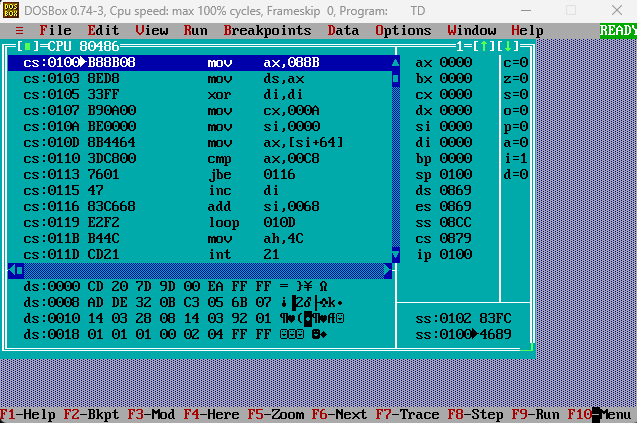 DOSBox 0.74-3, Cpu speed: max 100% cycles, Frameskip 0, Program: TD
≡ File Edit View Run Breakpoints Data Options Window Help READY
[■]=CPU 80486 1=[↑][↓]
cs:0100▶B88B08 mov ax,088B ax 0000 c=0
cs:0103 8ED8 mov ds,ax bx 0000 z=0
cs:0105 33FF xor di,di cx 0000 s=0
cs:0107 B90A00 mov cx,000A dx 0000 o=0
cs:010A BE0000 mov si,0000 si 0000 p=0
cs:010D 8B4464 mov ax,[si+64] di 0000 a=0
cs:0110 3DC800 cmp ax,00C8 bp 0000 i=1
cs:0113 7601 jbe 0116 sp 0100 d=0
cs:0115 47 inc di ds 0869
cs:0116 83C668 add si,0068 es 0869
cs:0119 E2F2 loop 010D ss 08CC
cs:011B B44C mov ah,4C cs 0879
cs:011D CD21 int 21 ip 0100
ds:0000 CD 20 7D 9D 00 EA FF FF = }¥ Ω
ds:0008 AD DE 32 0B C3 05 6B 07 ¡▐2♂├♣k•
ds:0010 14 03 28 08 14 03 92 01 ¶♥(◘¶♥Æ☺ ss:0102 83FC
ds:0018 01 01 01 00 02 04 FF FF ☺☺☺ ☻♦ ss:0100▶4689
F1-Help F2-Bkpt F3-Mod F4-Here F5-Zoom F6-Next F7-Trace F8-Step F9-Run F10-Menu